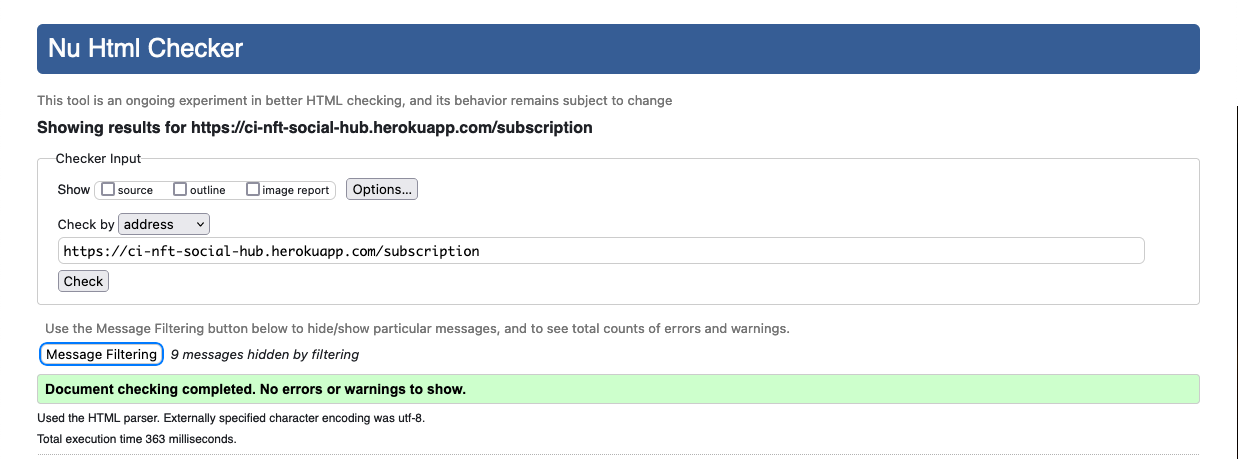 Nu Html Checker
This tool is an ongoing experiment in better HTML checking, and its behavior remains subject to change
Showing results for https://ci-nft-social-hub.herokuapp.com/subscription
Checker Input
Show source outline image report Options...
Check by address
https://ci-nft-social-hub.herokuapp.com/subscription
Check
Use the Message Filtering button below to hide/show particular messages, and to see total counts of errors and warnings.
Message Filtering 9 messages hidden by filtering
Document checking completed. No errors or warnings to show.
Used the HTML parser. Externally specified character encoding was utf-8.
Total execution time 363 milliseconds.